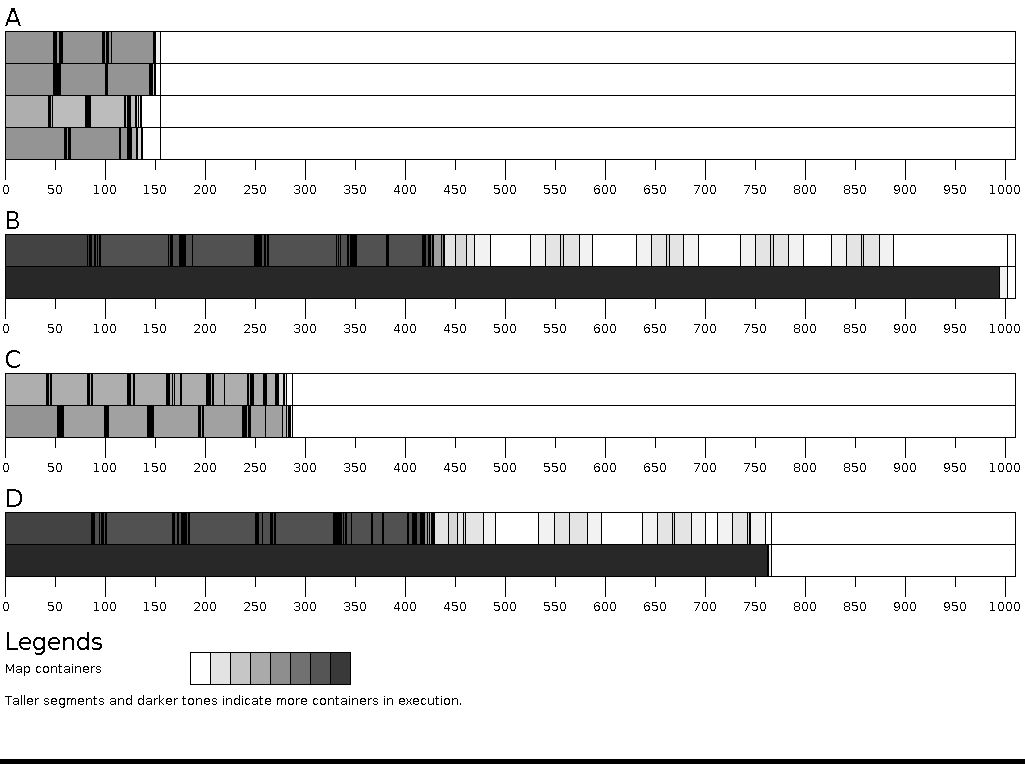 A
0 50 100 150 200 250 300 350 400 450 500 550 600 650 700 750 800 850 900 950 1000
B
0 50 100 150 200 250 300 350 400 450 500 550 600 650 700 750 800 850 900 950 1000
C
0 50 100 150 200 250 300 350 400 450 500 550 600 650 700 750 800 850 900 950 1000
D
0 50 100 150 200 250 300 350 400 450 500 550 600 650 700 750 800 850 900 950 1000
Legends
Map containers
Taller segments and darker tones indicate more containers in execution.